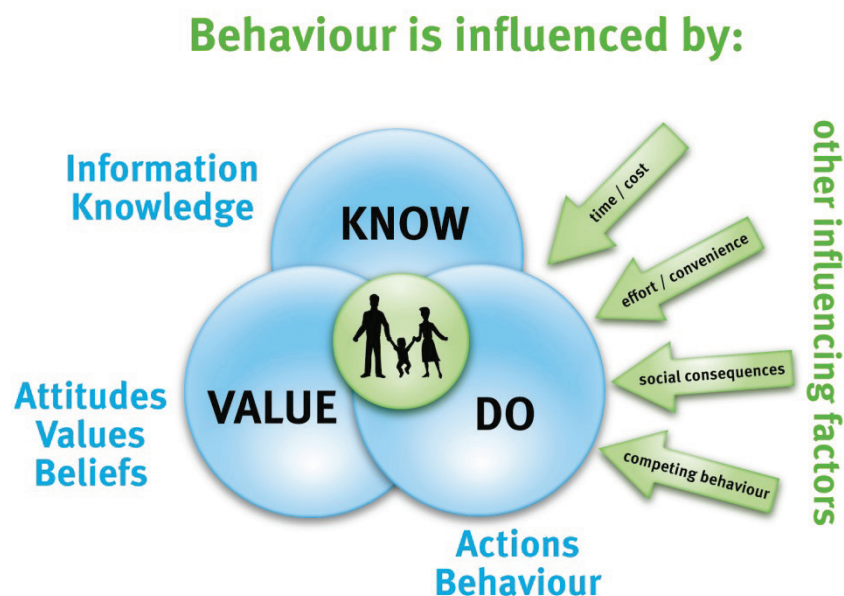 Behaviour is influenced by:
Information
Knowledge
KNOW
time / cost
effort / convenience
social consequences
competing behaviour
other influencing factors
Attitudes
Values
Beliefs
VALUE
DO
Actions
Behaviour